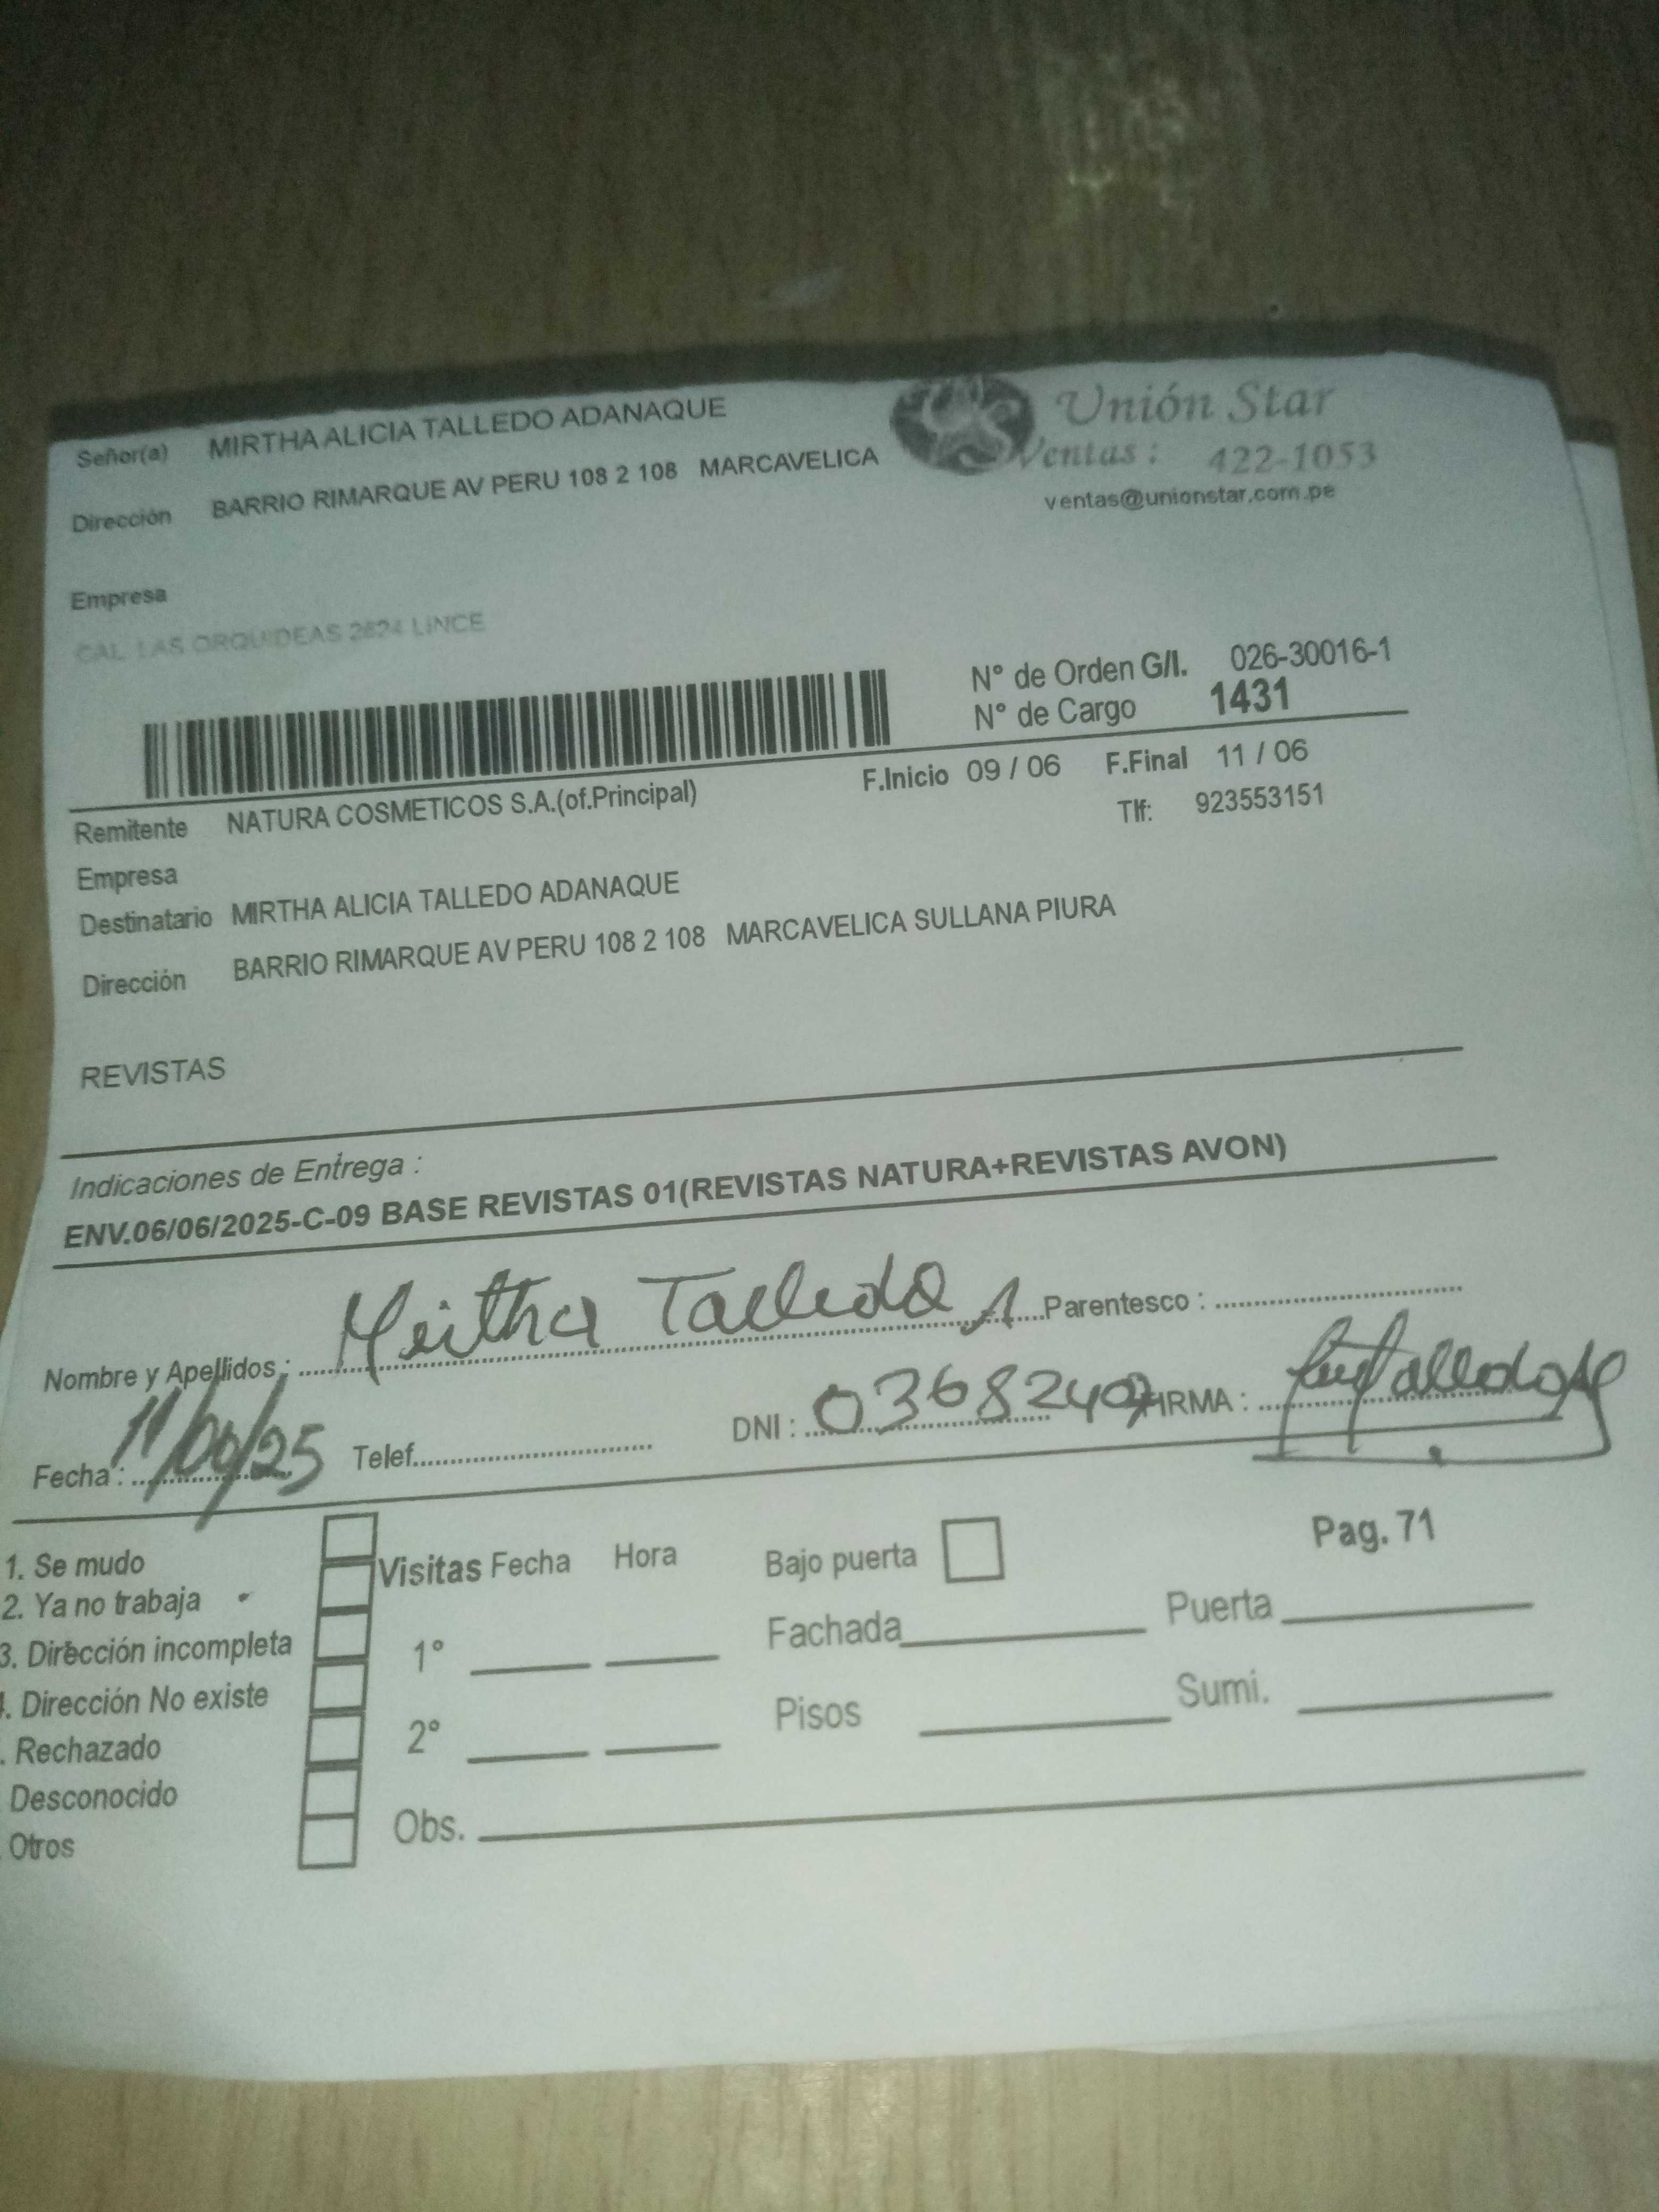 Señor(a) MIRTHA ALICIA TALLEDO ADANAQUE
Unión Star
Ventas : 422-1053
ventas@unionstar.com.pe
Dirección BARRIO RIMARQUE AV PERU 108 2 108 MARCAVELICA
Empresa
CAL LAS ORQUIDEAS 2624 LINCE
N° de Orden G/I. 026-30016-1
N° de Cargo 1431
F.Inicio 09 / 06 F.Final 11 / 06
Remitente NATURA COSMETICOS S.A.(of.Principal)
Tlf: 923553151
Empresa
Destinatario MIRTHA ALICIA TALLEDO ADANAQUE
Dirección BARRIO RIMARQUE AV PERU 108 2 108 MARCAVELICA SULLANA PIURA
REVISTAS
Indicaciones de Entrega :
ENV.06/06/2025-C-09 BASE REVISTAS 01(REVISTAS NATURA+REVISTAS AVON)
Nombre y Apellidos : Mirtha Talledo A Parentesco :
Fecha : Telef. DNI : FIRMA :
1. Se mudo
2. Ya no trabaja
3. Dirección incompleta
. Dirección No existe
. Rechazado
Desconocido
. Otros
Visitas Fecha Hora
1°
2°
Obs.
Bajo puerta
Pag. 71
Fachada Puerta
Pisos Sumi.